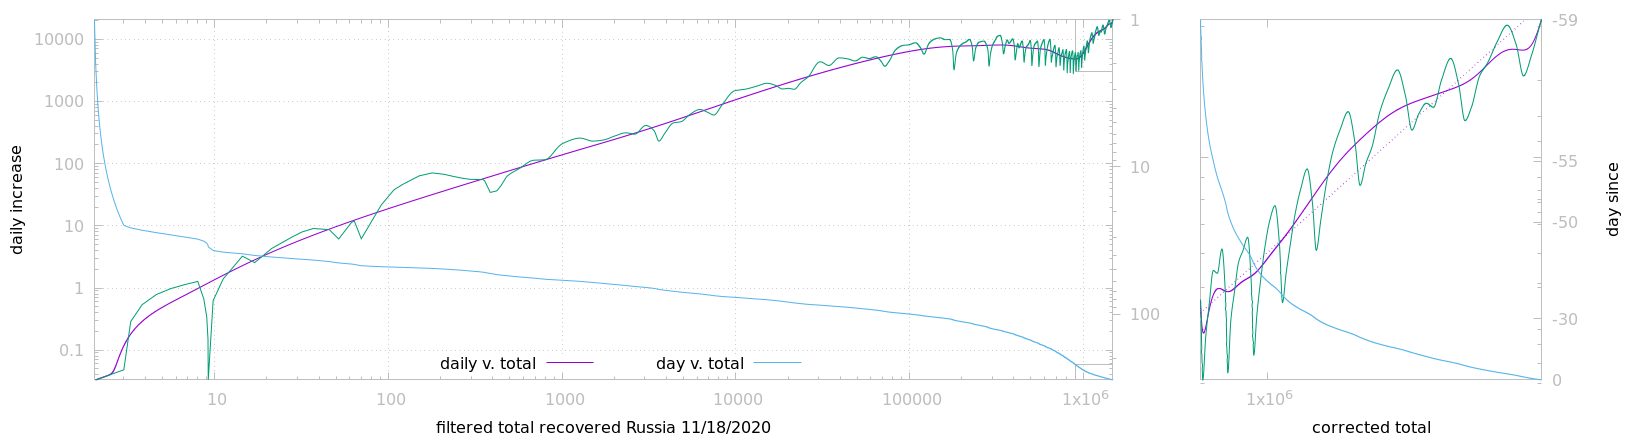 10000
1000
100
10
1
0.1
daily increase
10
100
1000
10000
100000
1x10⁶
1
10
100
daily v. total
day v. total
filtered total recovered Russia 11/18/2020
-59
-55
-50
-30
0
day since
1x10⁶
corrected total